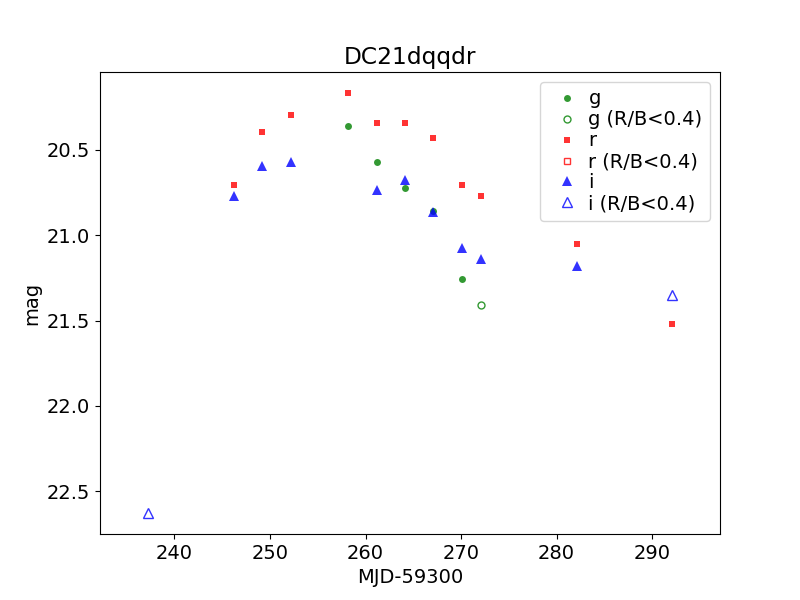 DC21dqqdr
g
g (R/B<0.4)
r
r (R/B<0.4)
i
i (R/B<0.4)
mag
20.5
21.0
21.5
22.0
22.5
240 250 260 270 280 290
MJD-59300